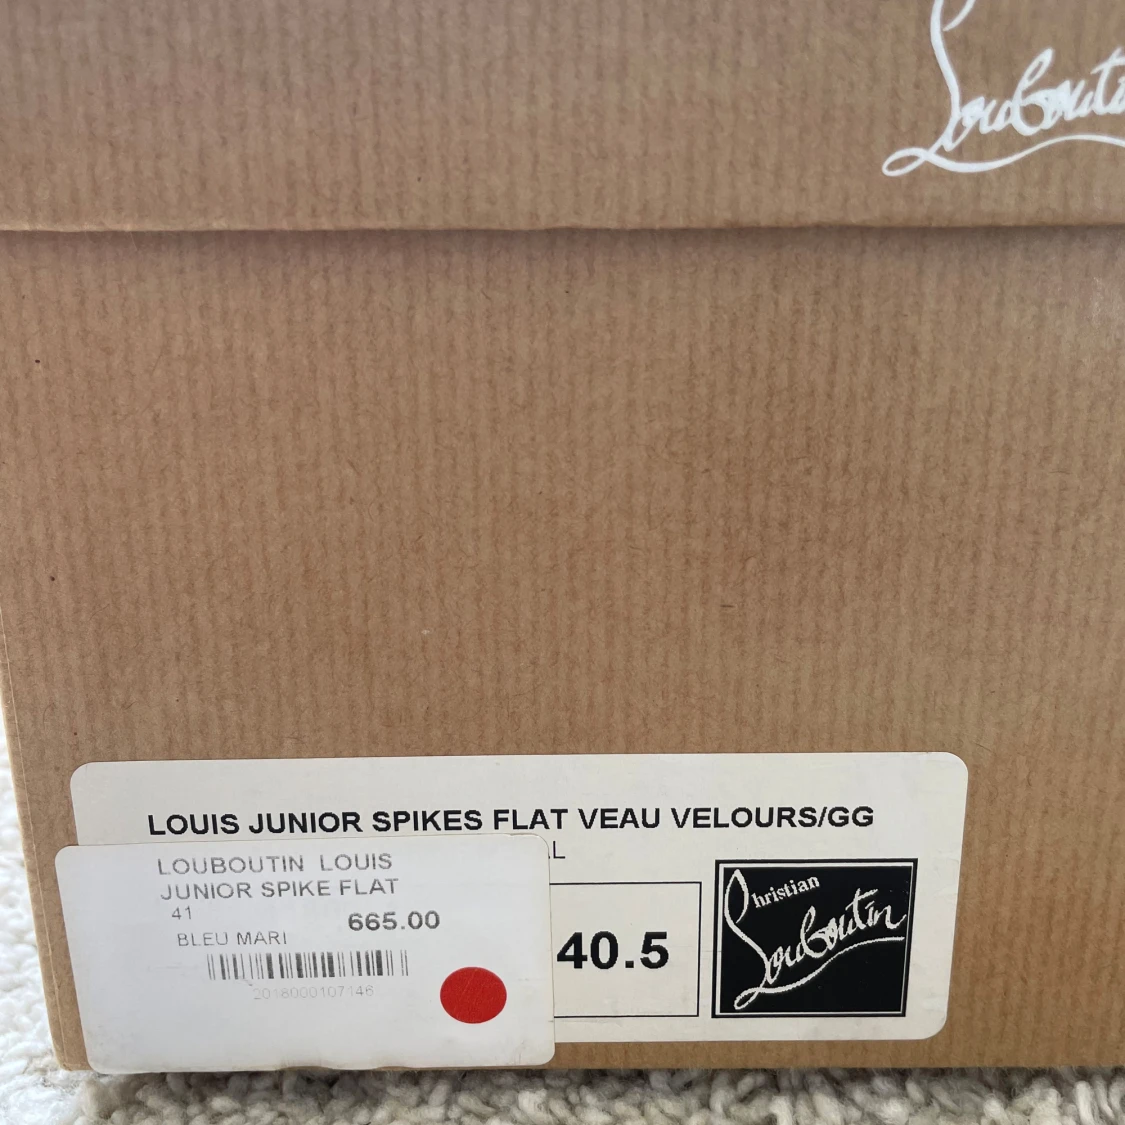 Louboutin
LOUIS JUNIOR SPIKES FLAT VEAU VELOURS/GG
LOUBOUTIN LOUIS
JUNIOR SPIKE FLAT
41
665.00
BLEU MARI
2018000107146
40.5
Christian
Louboutin